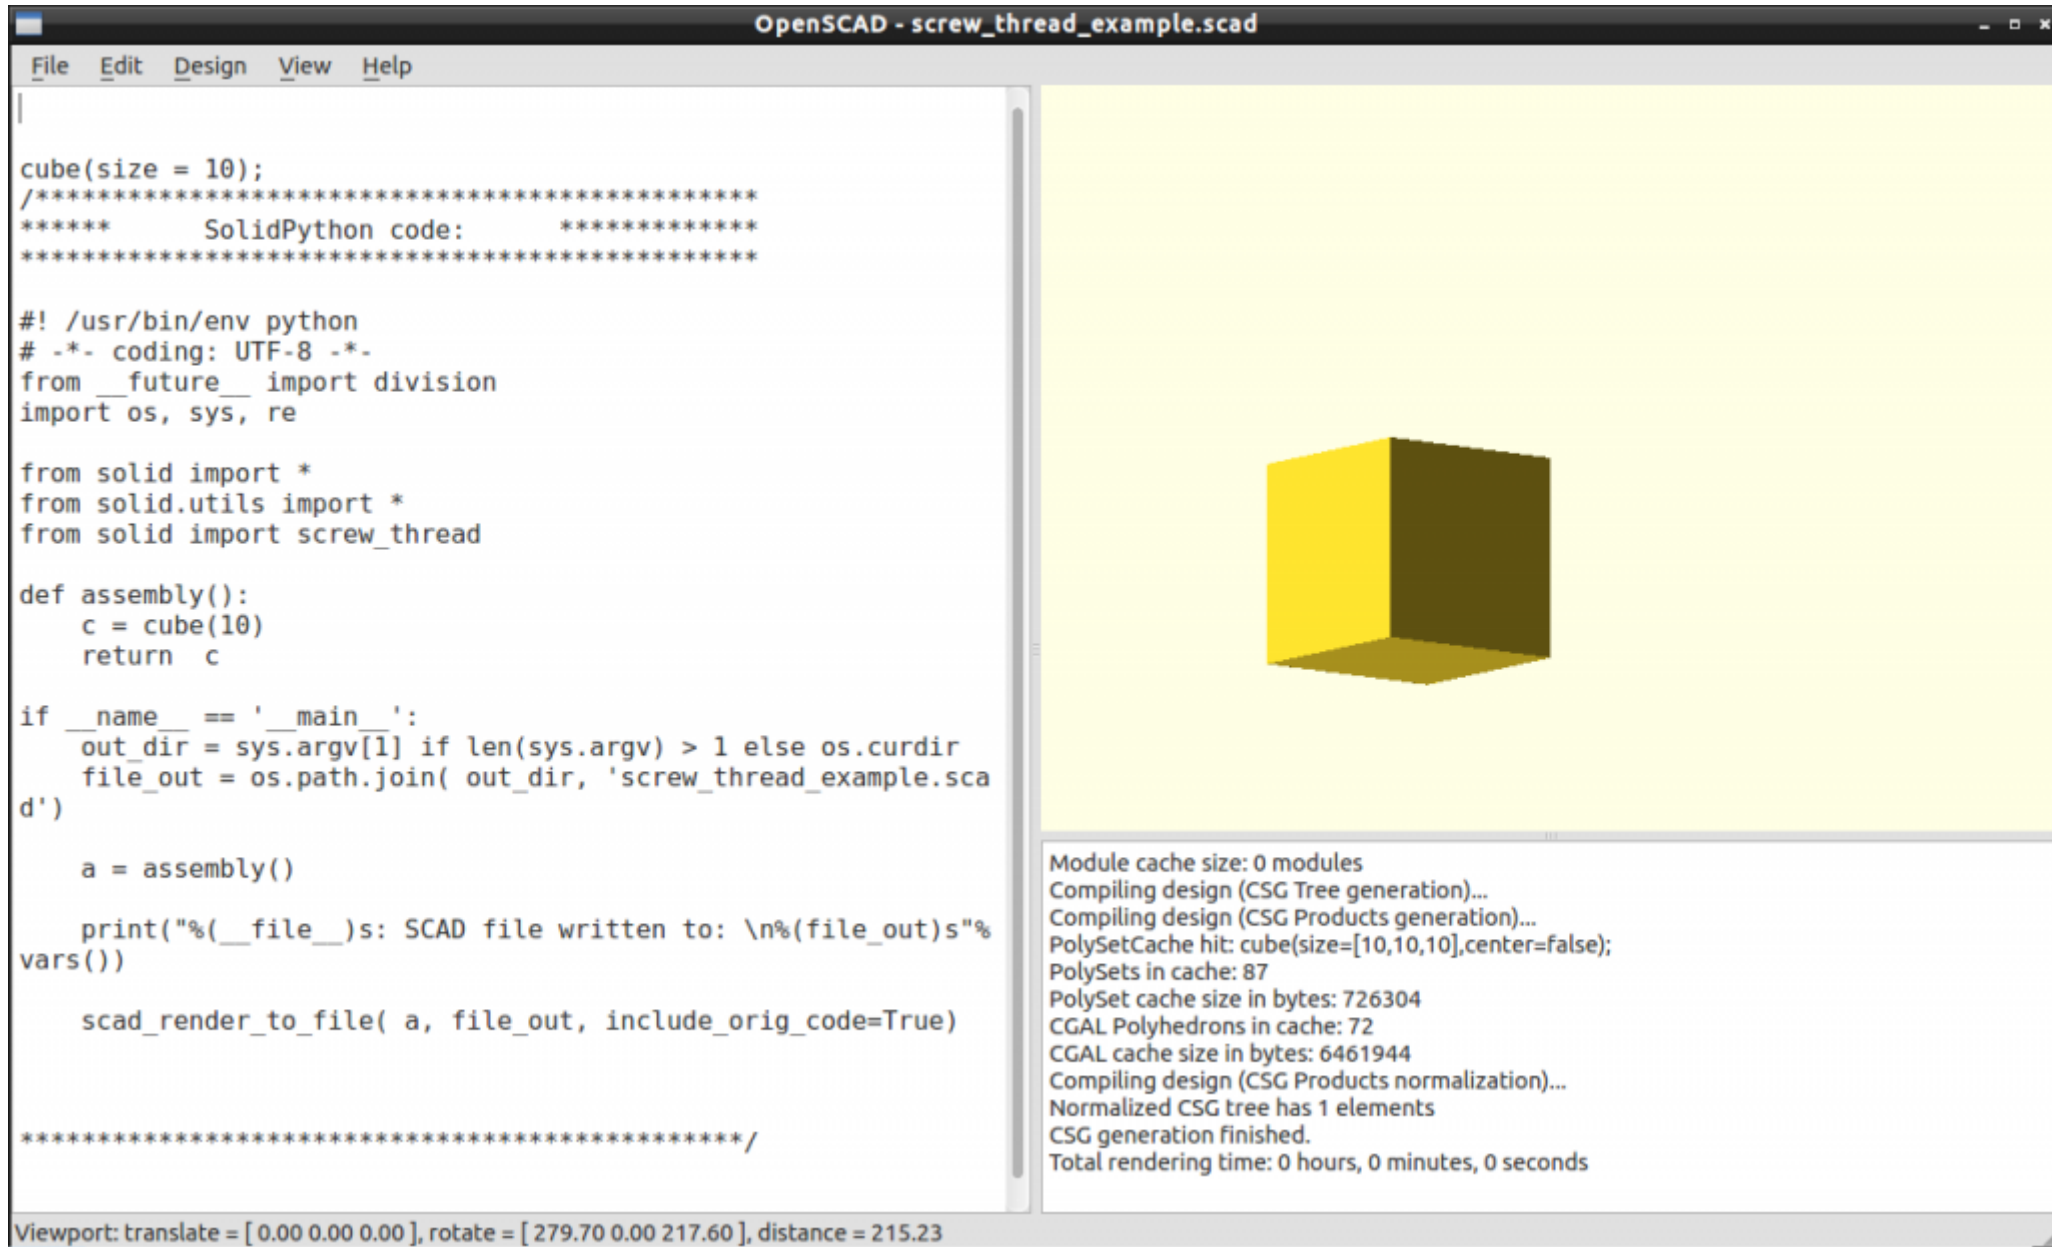 OpenSCAD - screw_thread_example.scad
File Edit Design View Help
cube(size = 10);
/***********************************************
******      SolidPython code:      *************
************************************************
#! /usr/bin/env python
# -*- coding: UTF-8 -*-
from __future__ import division
import os, sys, re
from solid import *
from solid.utils import *
from solid import screw_thread
def assembly():
    c = cube(10)
    return  c
if __name__ == '__main__':
    out_dir = sys.argv[1] if len(sys.argv) > 1 else os.curdir
    file_out = os.path.join( out_dir, 'screw_thread_example.sca
d')
    a = assembly()
    print("%(__file__)s: SCAD file written to: \n%(file_out)s"%
vars())
    scad_render_to_file( a, file_out, include_orig_code=True)
***********************************************/
Module cache size: 0 modules
Compiling design (CSG Tree generation)...
Compiling design (CSG Products generation)...
PolySetCache hit: cube(size=[10,10,10],center=false);
PolySets in cache: 87
PolySet cache size in bytes: 726304
CGAL Polyhedrons in cache: 72
CGAL cache size in bytes: 6461944
Compiling design (CSG Products normalization)...
Normalized CSG tree has 1 elements
CSG generation finished.
Total rendering time: 0 hours, 0 minutes, 0 seconds
Viewport: translate = [ 0.00 0.00 0.00 ], rotate = [ 279.70 0.00 217.60 ], distance = 215.23